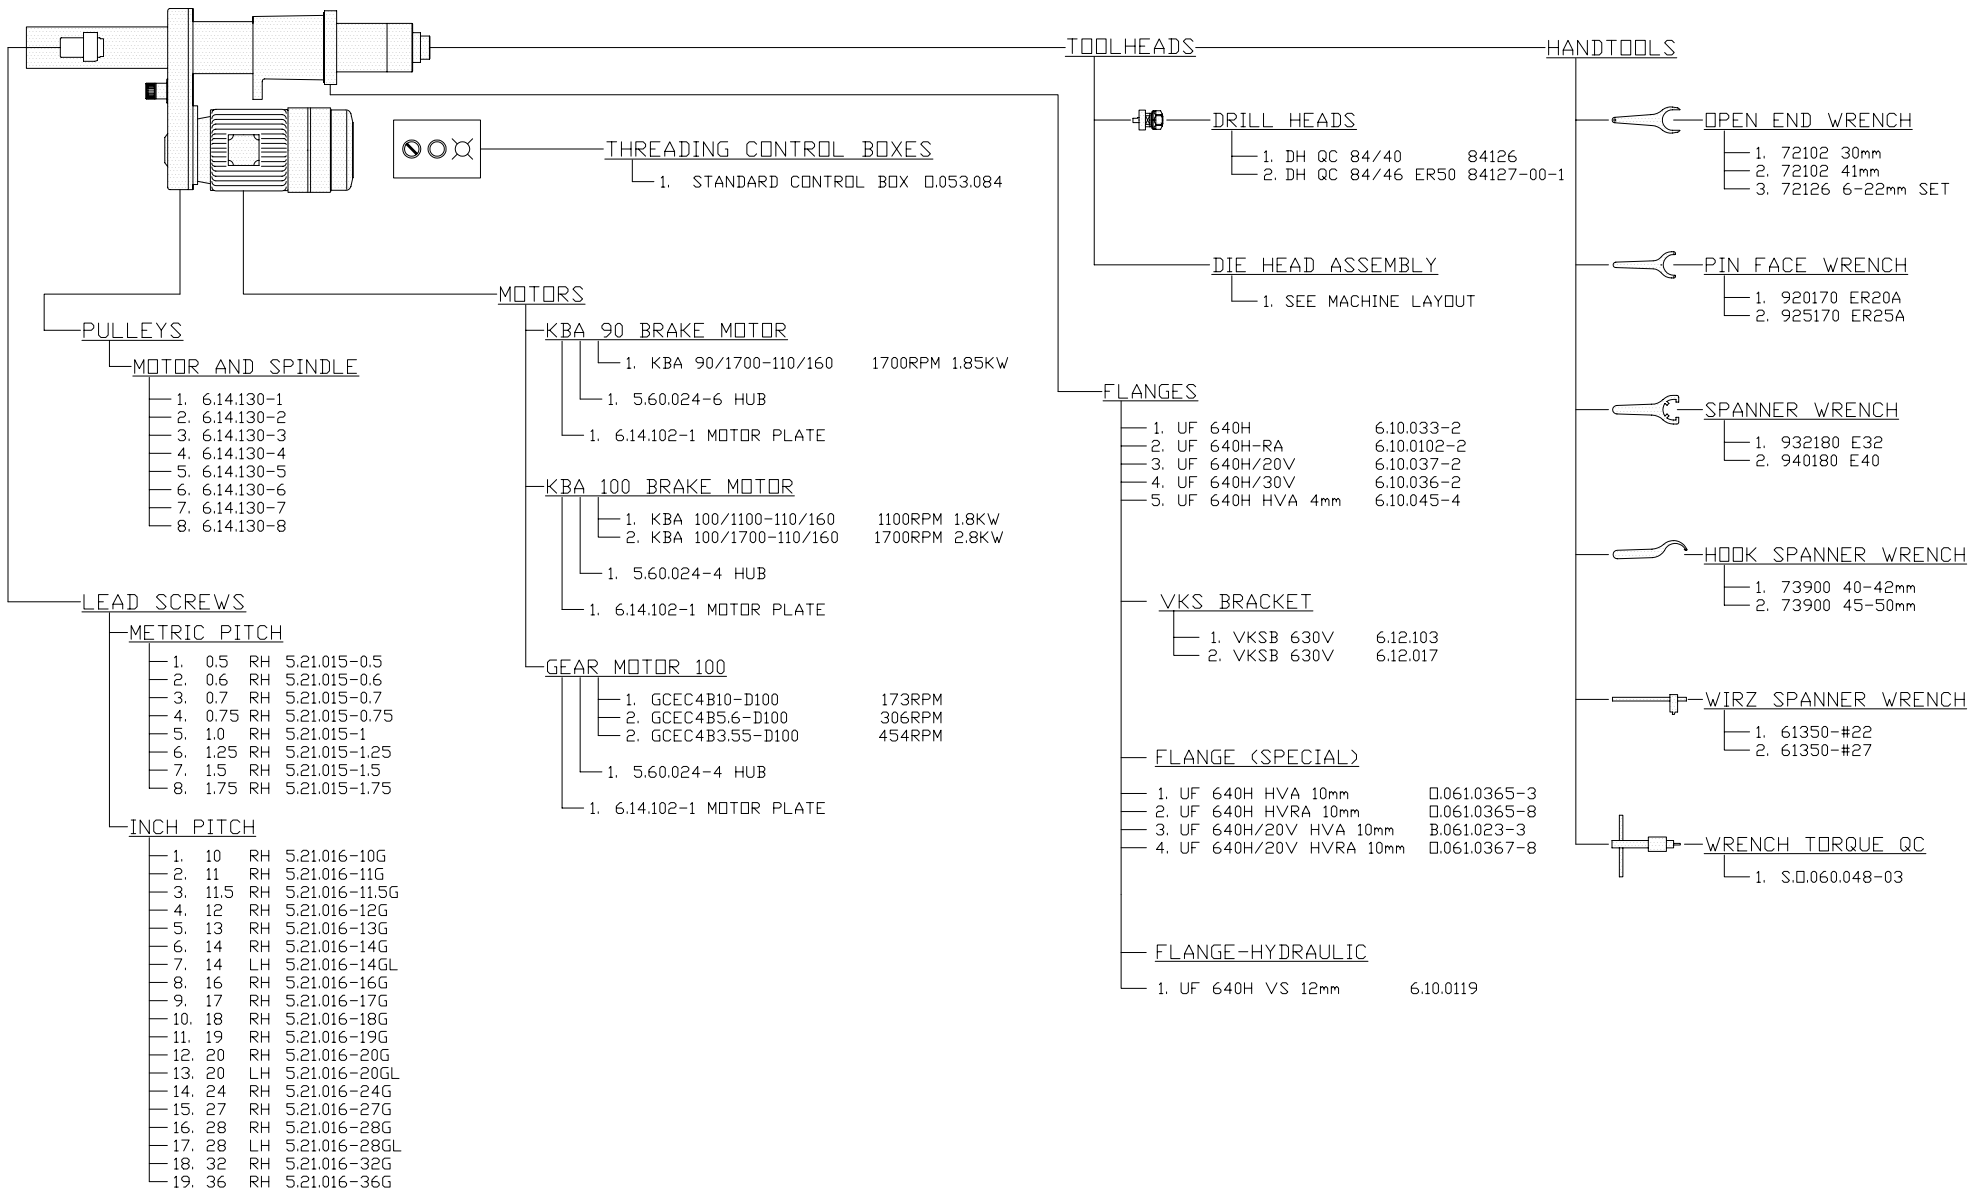 TOOLHEADS
HANDTOOLS
DRILL HEADS
1. DH QC 84/40 84126
2. DH QC 84/46 ER50 84127-00-1
DIE HEAD ASSEMBLY
1. SEE MACHINE LAYOUT
OPEN END WRENCH
1. 72102 30mm
2. 72102 41mm
3. 72126 6-22mm SET
PIN FACE WRENCH
1. 920170 ER20A
2. 925170 ER25A
SPANNER WRENCH
1. 932180 E32
2. 940180 E40
HOOK SPANNER WRENCH
1. 73900 40-42mm
2. 73900 45-50mm
WIRZ SPANNER WRENCH
1. 61350-#22
2. 61350-#27
WRENCH TORQUE QC
1. S.O.060.048-03
THREADING CONTROL BOXES
1. STANDARD CONTROL BOX O.053.084
MOTORS
KBA 90 BRAKE MOTOR
1. KBA 90/1700-110/160 1700RPM 1.85KW
1. 5.60.024-6 HUB
1. 6.14.102-1 MOTOR PLATE
KBA 100 BRAKE MOTOR
1. KBA 100/1100-110/160 1100RPM 1.8KW
2. KBA 100/1700-110/160 1700RPM 2.8KW
1. 5.60.024-4 HUB
1. 6.14.102-1 MOTOR PLATE
GEAR MOTOR 100
1. GCEC4B10-D100 173RPM
2. GCEC4B5.6-D100 306RPM
2. GCEC4B3.55-D100 454RPM
1. 5.60.024-4 HUB
1. 6.14.102-1 MOTOR PLATE
FLANGES
1. UF 640H 6.10.033-2
2. UF 640H-RA 6.10.0102-2
3. UF 640H/20V 6.10.037-2
4. UF 640H/30V 6.10.036-2
5. UF 640H HVA 4mm 6.10.045-4
VKS BRACKET
1. VKSB 630V 6.12.103
2. VKSB 630V 6.12.017
FLANGE (SPECIAL)
1. UF 640H HVA 10mm O.061.0365-3
2. UF 640H HVRA 10mm O.061.0365-8
3. UF 640H/20V HVA 10mm B.061.023-3
4. UF 640H/20V HVRA 10mm O.061.0367-8
FLANGE-HYDRAULIC
1. UF 640H VS 12mm 6.10.0119
PULLEYS
MOTOR AND SPINDLE
1. 6.14.130-1
2. 6.14.130-2
3. 6.14.130-3
4. 6.14.130-4
5. 6.14.130-5
6. 6.14.130-6
7. 6.14.130-7
8. 6.14.130-8
LEAD SCREWS
METRIC PITCH
1. 0.5 RH 5.21.015-0.5
2. 0.6 RH 5.21.015-0.6
3. 0.7 RH 5.21.015-0.7
4. 0.75 RH 5.21.015-0.75
5. 1.0 RH 5.21.015-1
6. 1.25 RH 5.21.015-1.25
7. 1.5 RH 5.21.015-1.5
8. 1.75 RH 5.21.015-1.75
INCH PITCH
1. 10 RH 5.21.016-10G
2. 11 RH 5.21.016-11G
3. 11.5 RH 5.21.016-11.5G
4. 12 RH 5.21.016-12G
5. 13 RH 5.21.016-13G
6. 14 RH 5.21.016-14G
7. 14 LH 5.21.016-14GL
8. 16 RH 5.21.016-16G
9. 17 RH 5.21.016-17G
10. 18 RH 5.21.016-18G
11. 19 RH 5.21.016-19G
12. 20 RH 5.21.016-20G
13. 20 LH 5.21.016-20GL
14. 24 RH 5.21.016-24G
15. 27 RH 5.21.016-27G
16. 28 RH 5.21.016-28G
17. 28 LH 5.21.016-28GL
18. 32 RH 5.21.016-32G
19. 36 RH 5.21.016-36G